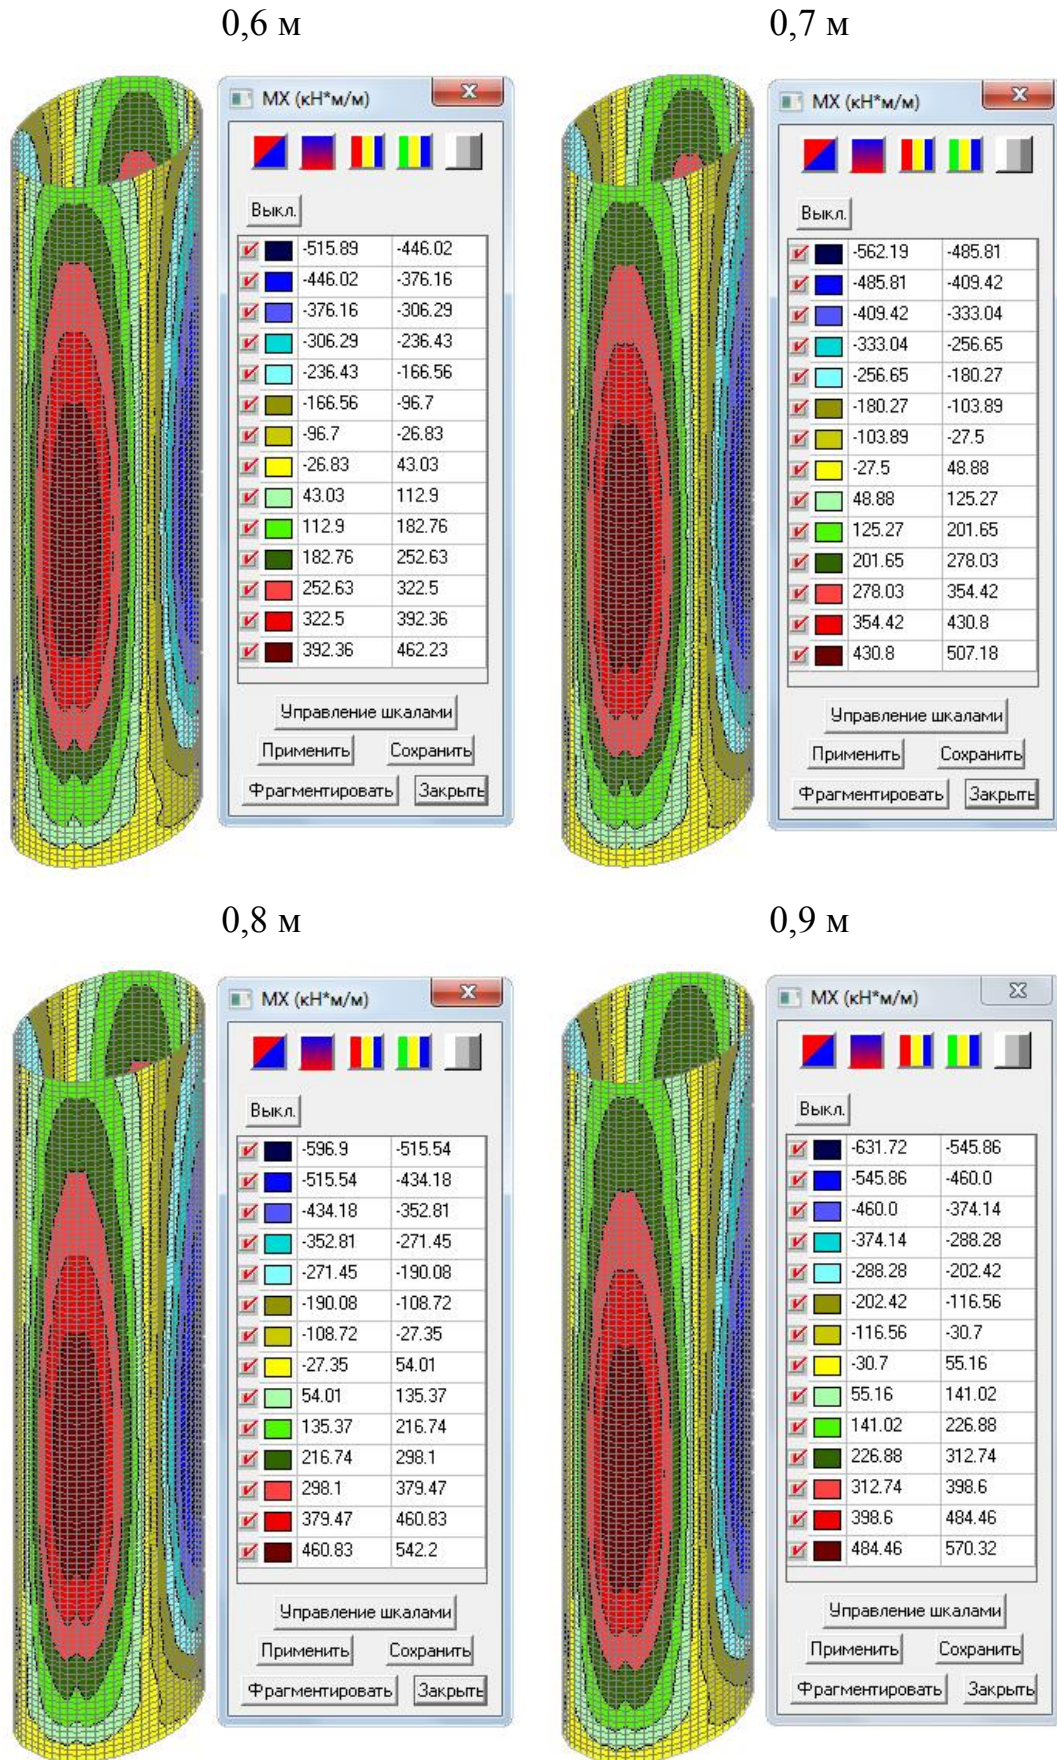 0,6 м
0,7 м
MX (кН*м/м)
Выкл.
-515.89 -446.02
-446.02 -376.16
-376.16 -306.29
-306.29 -236.43
-236.43 -166.56
-166.56 -96.7
-96.7 -26.83
-26.83 43.03
43.03 112.9
112.9 182.76
182.76 252.63
252.63 322.5
322.5 392.36
392.36 462.23
Управление шкалами
Применить Сохранить
Фрагментировать Закрыть
MX (кН*м/м)
Выкл.
-562.19 -485.81
-485.81 -409.42
-409.42 -333.04
-333.04 -256.65
-256.65 -180.27
-180.27 -103.89
-103.89 -27.5
-27.5 48.88
48.88 125.27
125.27 201.65
201.65 278.03
278.03 354.42
354.42 430.8
430.8 507.18
Управление шкалами
Применить Сохранить
Фрагментировать Закрыть
0,8 м
0,9 м
MX (кН*м/м)
Выкл.
-596.9 -515.54
-515.54 -434.18
-434.18 -352.81
-352.81 -271.45
-271.45 -190.08
-190.08 -108.72
-108.72 -27.35
-27.35 54.01
54.01 135.37
135.37 216.74
216.74 298.1
298.1 379.47
379.47 460.83
460.83 542.2
Управление шкалами
Применить Сохранить
Фрагментировать Закрыть
MX (кН*м/м)
Выкл.
-631.72 -545.86
-545.86 -460.0
-460.0 -374.14
-374.14 -288.28
-288.28 -202.42
-202.42 -116.56
-116.56 -30.7
-30.7 55.16
55.16 141.02
141.02 226.88
226.88 312.74
312.74 398.6
398.6 484.46
484.46 570.32
Управление шкалами
Применить Сохранить
Фрагментировать Закрыть